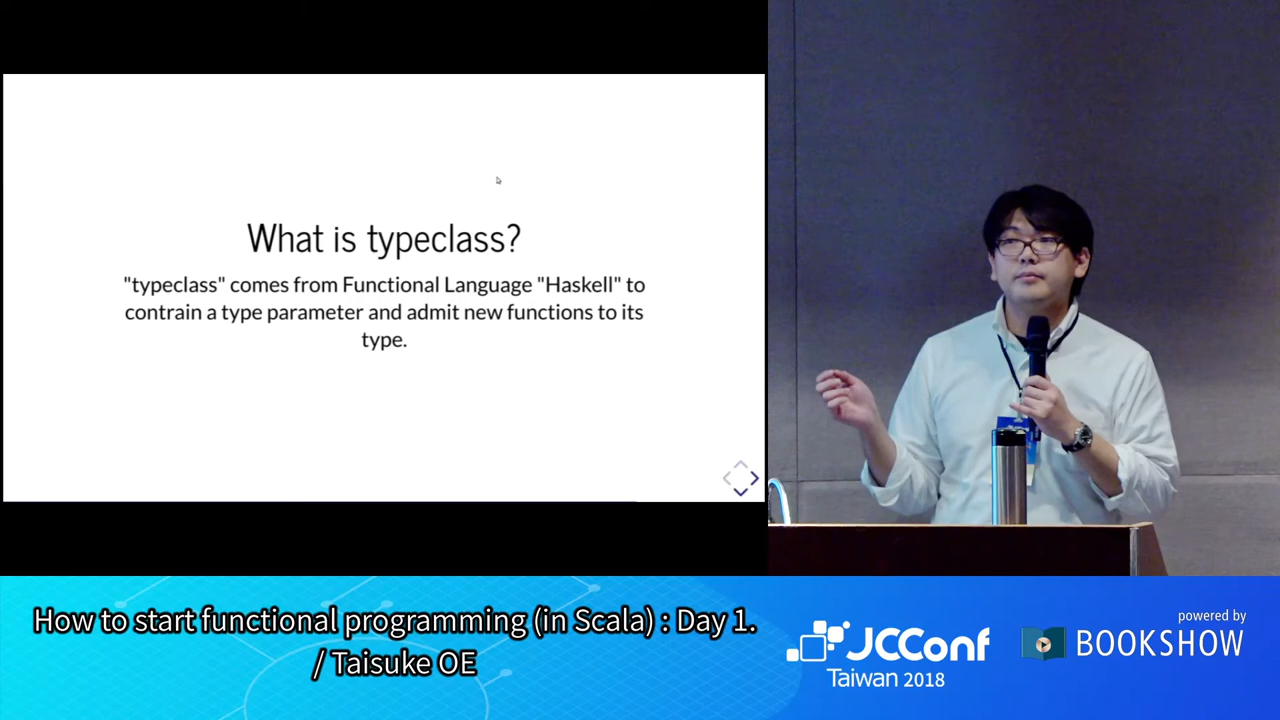 What is typeclass?
"typeclass" comes from Functional Language "Haskell" to
contrain a type parameter and admit new functions to its
type.
How to start functional programming (in Scala) : Day 1.
/ Taisuke OE
JCConf
Taiwan 2018
powered by
BOOKSHOW